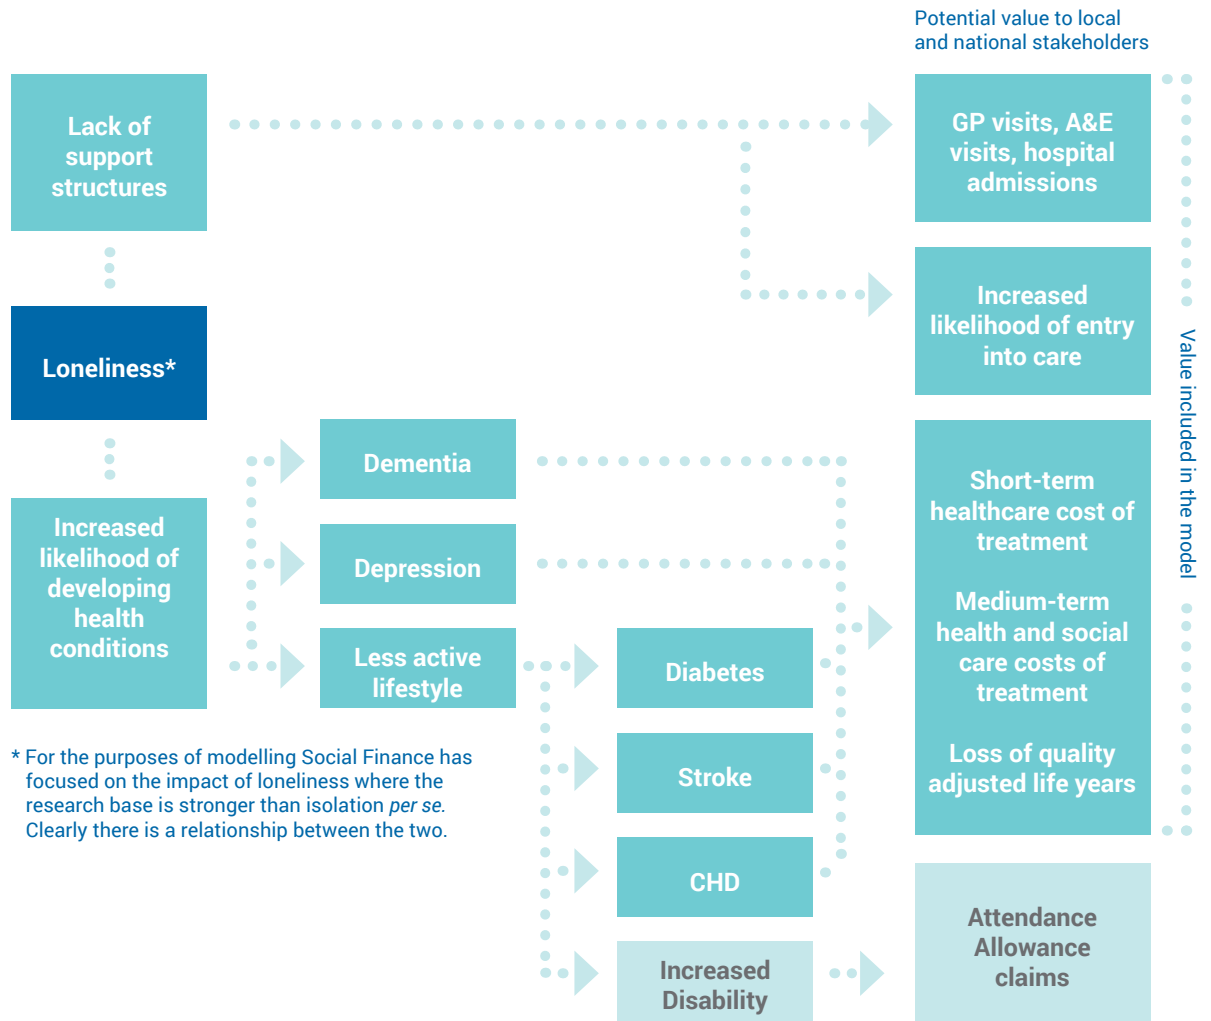 Potential value to local
and national stakeholders
Lack of
support
structures
GP visits, A&E
visits, hospital
admissions
Increased
likelihood of entry
into care
Loneliness*
Value included in the model
Dementia
Short-term
healthcare cost of
treatment
Medium-term
health and social
care costs of
treatment
Loss of quality
adjusted life years
Increased
likelihood of
developing
health
conditions
Depression
Less active
lifestyle
Diabetes
Stroke
CHD
Increased
Disability
Attendance
Allowance
claims
* For the purposes of modelling Social Finance has
focused on the impact of loneliness where the
research base is stronger than isolation per se.
Clearly there is a relationship between the two.